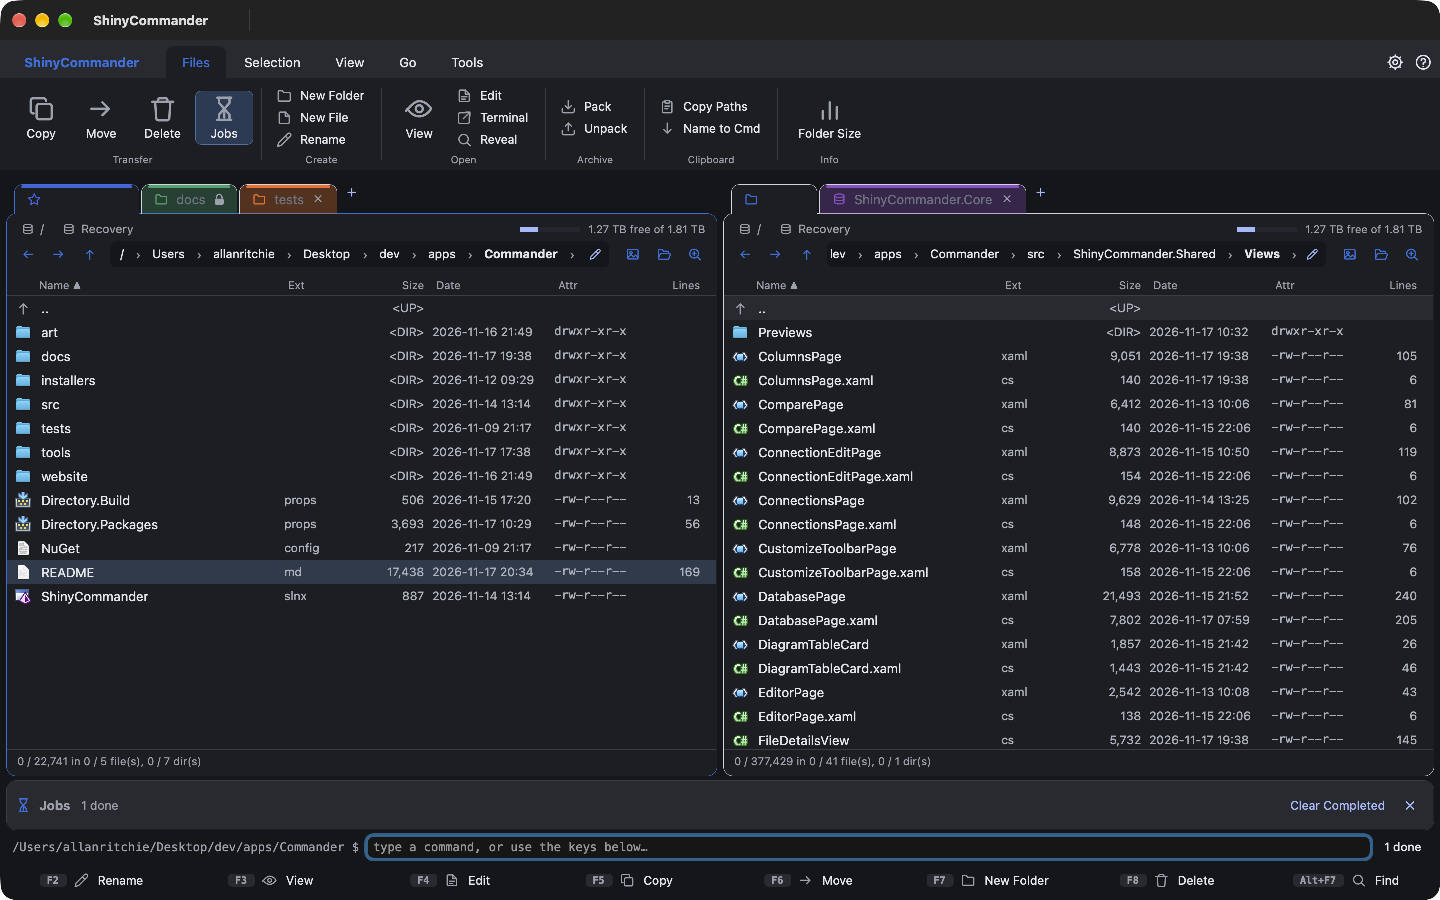 ShinyCommander
ShinyCommander Files Selection View Go Tools
Copy Move Delete Jobs
Transfer
New Folder
New File
Rename
Create
View
Edit
Terminal
Reveal
Open
Pack
Unpack
Archive
Copy Paths
Name to Cmd
Clipboard
Folder Size
Info
docs tests × +
/ Recovery 1.27 TB free of 1.81 TB
/ › Users › allanritchie › Desktop › dev › apps › Commander ›
Name ▲ Ext Size Date Attr Lines
.. <UP>
art <DIR> 2026-11-16 21:49 drwxr-xr-x
docs <DIR> 2026-11-17 19:38 drwxr-xr-x
installers <DIR> 2026-11-12 09:29 drwxr-xr-x
src <DIR> 2026-11-14 13:14 drwxr-xr-x
tests <DIR> 2026-11-09 21:17 drwxr-xr-x
tools <DIR> 2026-11-17 17:38 drwxr-xr-x
website <DIR> 2026-11-16 21:49 drwxr-xr-x
Directory.Build props 506 2026-11-15 17:20 -rw-r--r-- 13
Directory.Packages props 3,693 2026-11-17 10:29 -rw-r--r-- 56
NuGet config 217 2026-11-09 21:17 -rw-r--r--
README md 17,438 2026-11-17 20:34 -rw-r--r-- 169
ShinyCommander slnx 887 2026-11-14 13:14 -rw-r--r--
0 / 22,741 in 0 / 5 file(s), 0 / 7 dir(s)
ShinyCommander.Core × +
/ Recovery 1.27 TB free of 1.81 TB
lev › apps › Commander › src › ShinyCommander.Shared › Views ›
Name ▲ Ext Size Date Attr Lines
.. <UP>
Previews <DIR> 2026-11-17 10:32 drwxr-xr-x
ColumnsPage xaml 9,051 2026-11-17 19:38 -rw-r--r-- 105
C# ColumnsPage.xaml cs 140 2026-11-17 19:38 -rw-r--r-- 6
ComparePage xaml 6,412 2026-11-13 10:06 -rw-r--r-- 81
C# ComparePage.xaml cs 140 2026-11-15 22:06 -rw-r--r-- 6
ConnectionEditPage xaml 8,873 2026-11-15 10:50 -rw-r--r-- 119
C# ConnectionEditPage.xaml cs 154 2026-11-15 22:06 -rw-r--r-- 6
ConnectionsPage xaml 9,629 2026-11-14 13:25 -rw-r--r-- 102
C# ConnectionsPage.xaml cs 148 2026-11-15 22:06 -rw-r--r-- 6
CustomizeToolbarPage xaml 6,778 2026-11-13 10:06 -rw-r--r-- 76
C# CustomizeToolbarPage.xaml cs 158 2026-11-15 22:06 -rw-r--r-- 6
DatabasePage xaml 21,493 2026-11-15 21:52 -rw-r--r-- 240
C# DatabasePage.xaml cs 7,802 2026-11-17 07:59 -rw-r--r-- 205
DiagramTableCard xaml 1,857 2026-11-15 21:42 -rw-r--r-- 26
C# DiagramTableCard.xaml cs 1,443 2026-11-15 21:42 -rw-r--r-- 46
EditorPage xaml 2,542 2026-11-13 10:08 -rw-r--r-- 43
C# EditorPage.xaml cs 138 2026-11-15 22:06 -rw-r--r-- 6
C# FileDetailsView cs 5,732 2026-11-17 19:38 -rw-r--r-- 145
0 / 377,429 in 0 / 41 file(s), 0 / 1 dir(s)
Jobs 1 done Clear Completed ×
/Users/allanritchie/Desktop/dev/apps/Commander $ type a command, or use the keys below… 1 done
F2 Rename F3 View F4 Edit F5 Copy F6 Move F7 New Folder F8 Delete Alt+F7 Find